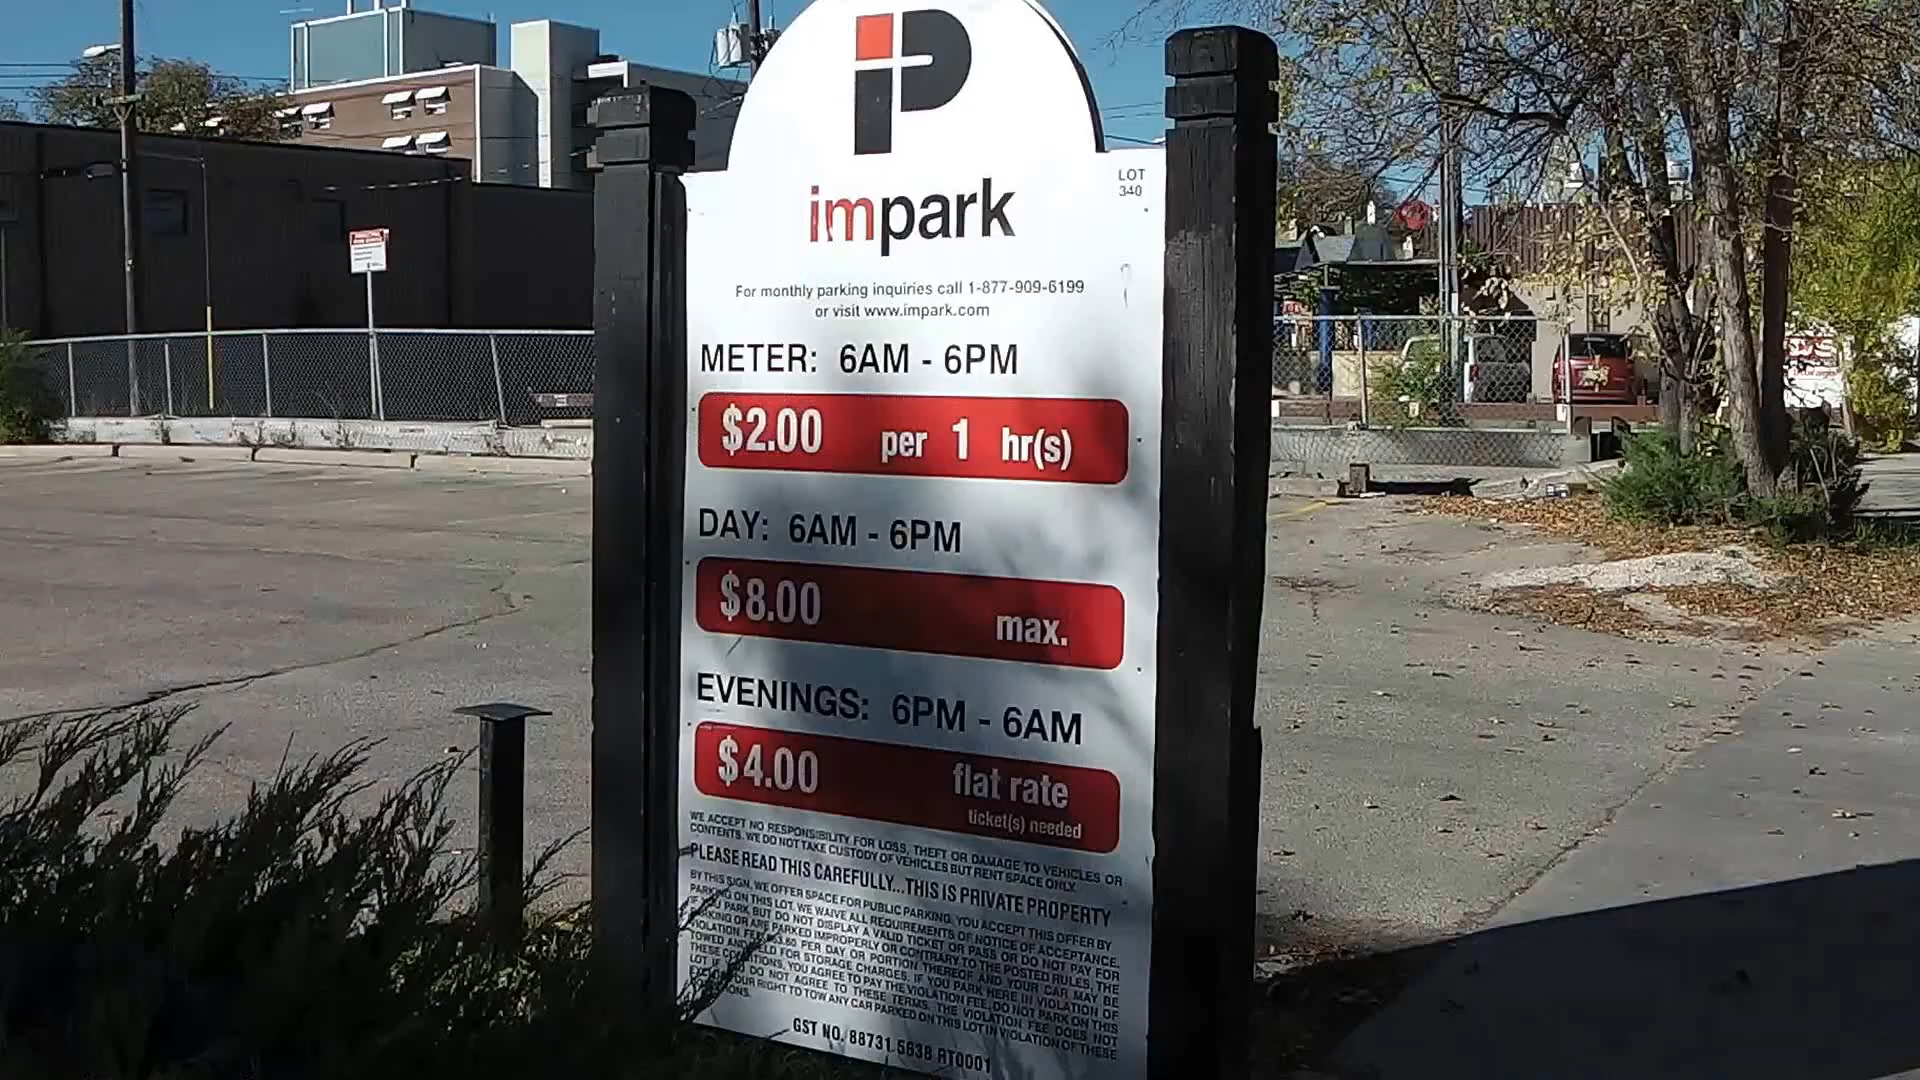 impark
LOT
340
For monthly parking inquiries call 1-877-909-6199
or visit www.impark.com
METER: 6AM - 6PM
$2.00 per 1 hr(s)
DAY: 6AM - 6PM
$8.00 max.
EVENINGS: 6PM - 6AM
$4.00 flat rate
ticket(s) needed
WE ACCEPT NO RESPONSIBILITY FOR LOSS, THEFT OR DAMAGE TO VEHICLES OR
CONTENTS. WE DO NOT TAKE CUSTODY OF VEHICLES BUT RENT SPACE ONLY.
PLEASE READ THIS CAREFULLY...THIS IS PRIVATE PROPERTY
BY THIS SIGN, WE OFFER SPACE FOR PUBLIC PARKING. YOU ACCEPT THIS OFFER BY
PARKING ON THIS LOT. WE WAIVE ALL REQUIREMENTS OF NOTICE OF ACCEPTANCE.
IF YOU PARK, BUT DO NOT DISPLAY A VALID TICKET OR PASS OR DO NOT PAY FOR
PARKING OR ARE PARKED IMPROPERLY OR CONTRARY TO THE POSTED RULES, THE
VIOLATION FEE PER DAY OR PORTION THEREOF AND YOUR CAR MAY BE
TOWED AND HELD FOR STORAGE CHARGES. IF YOU PARK HERE IN VIOLATION OF
THESE CONDITIONS, YOU AGREE TO PAY THE VIOLATION FEE. DO NOT PARK ON THIS
LOT IF YOU DO NOT AGREE TO THESE TERMS. THE VIOLATION FEE DOES NOT
OUR RIGHT TO TOW ANY CAR PARKED ON THIS LOT IN VIOLATION OF THESE
GST NO. 88731 5638 RT0001